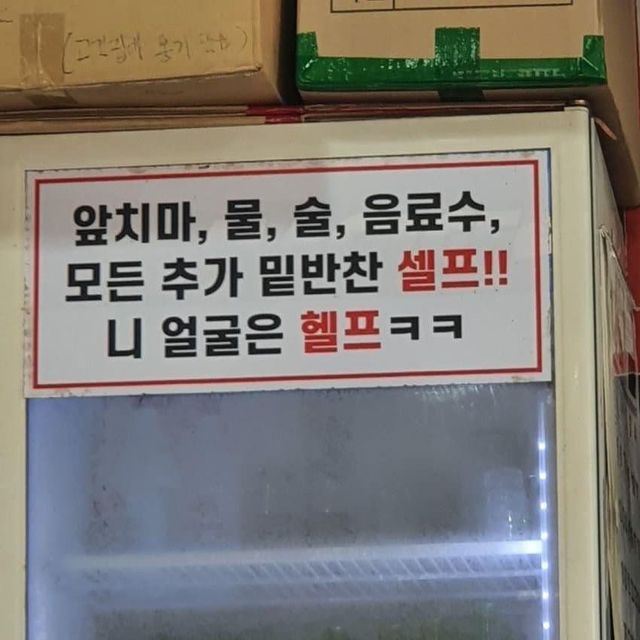 앞치마, 물, 술, 음료수,
모든 추가 밑반찬 셀프!!
니 얼굴은 헬프ㅋㅋ